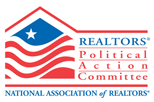 REALTORS®
Political
Action
Committee
NATIONAL ASSOCIATION of REALTORS®